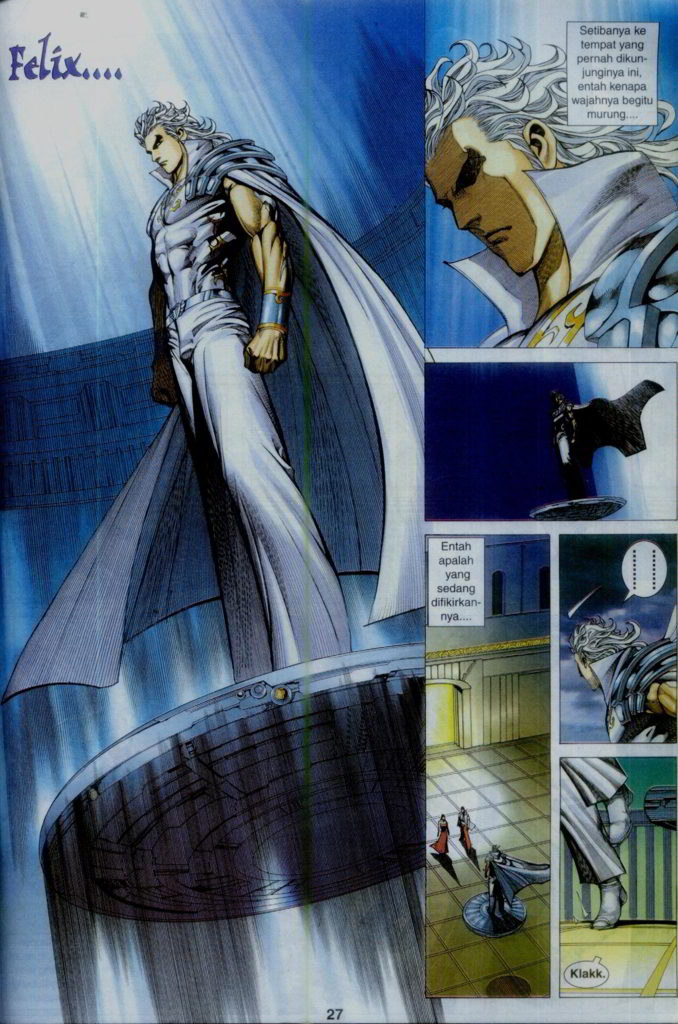 Felix....
Setibanya ke
tempat yang
pernah dikun-
junginya ini,
entah kenapa
wajahnya begitu
murung....
Entah
apalah
yang
sedang
difikirkan-
nya....
Klakk.
27